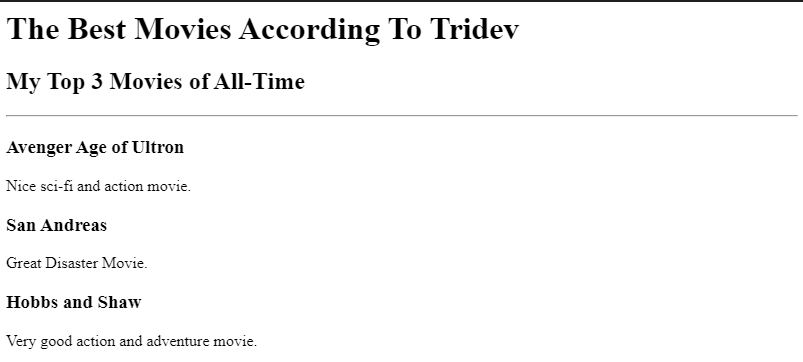 The Best Movies According To Tridev
My Top 3 Movies of All-Time
Avenger Age of Ultron
Nice sci-fi and action movie.
San Andreas
Great Disaster Movie.
Hobbs and Shaw
Very good action and adventure movie.